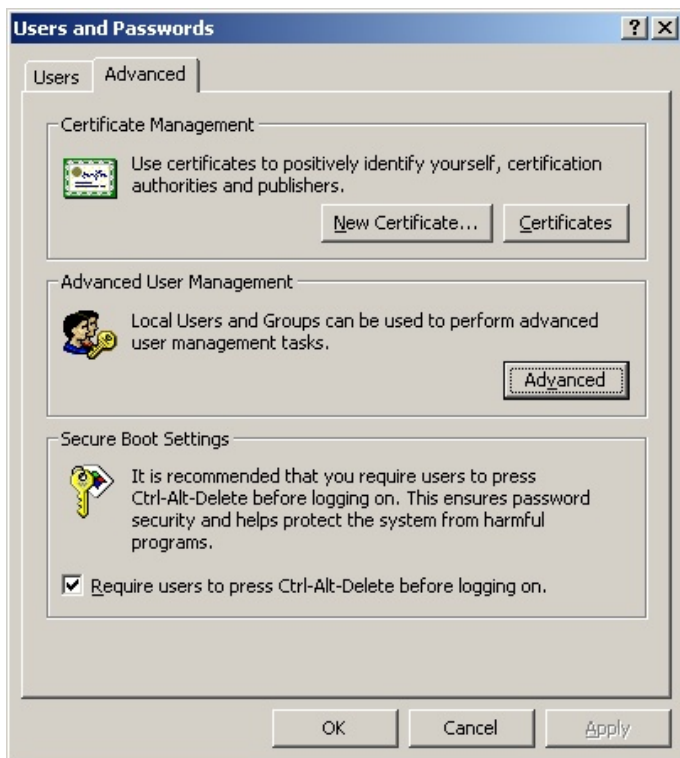 Users and Passwords
Users
Advanced
Certificate Management
Use certificates to positively identify yourself, certification
authorities and publishers.
New Certificate...
Certificates
Advanced User Management
Local Users and Groups can be used to perform advanced
user management tasks.
Advanced
Secure Boot Settings
It is recommended that you require users to press
Ctrl-Alt-Delete before logging on. This ensures password
security and helps protect the system from harmful
programs.
Require users to press Ctrl-Alt-Delete before logging on.
OK
Cancel
Apply